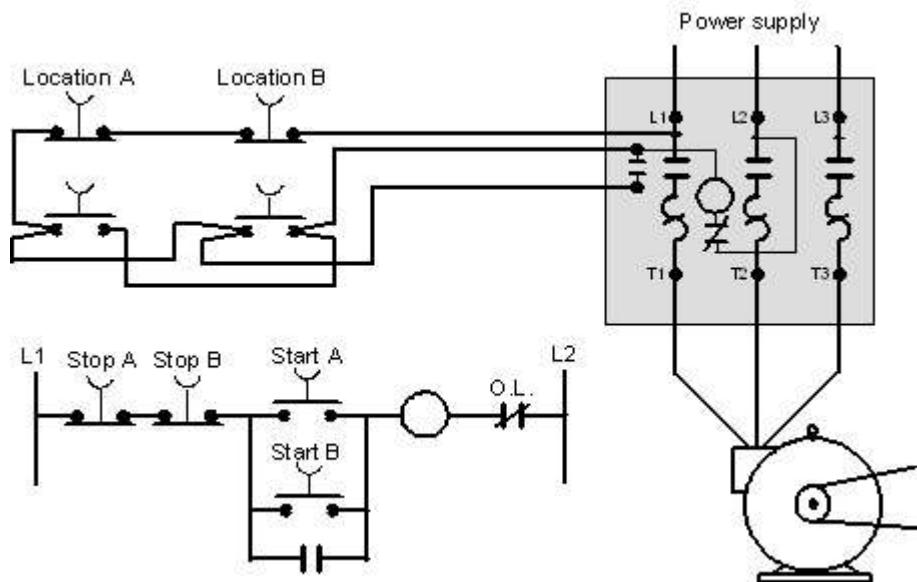 Power supply
Location A
Location B
L1
L2
L3
T1
T2
T3
L1
Stop A
Stop B
Start A
O.L.
L2
Start B